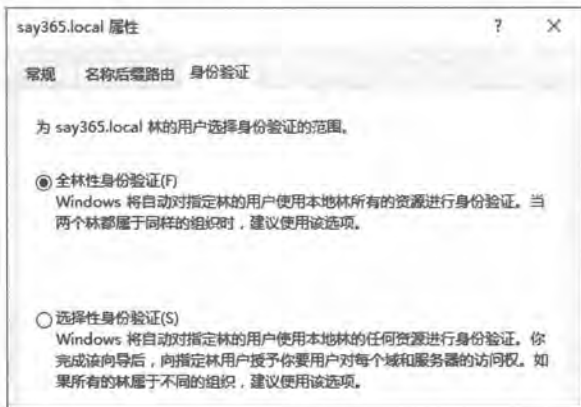 say365.local 属性 ? ×
常规 名称后缀路由 身份验证
为 say365.local 林的用户选择身份验证的范围。
全林性身份验证(F)
Windows 将自动对指定林的用户使用本地林所有的资源进行身份验证。当
两个林都属于同样的组织时，建议使用该选项。
选择性身份验证(S)
Windows 将自动对指定林的用户使用本地林的任何资源进行身份验证。你
完成该向导后，向指定林用户授予你要用户对每个域和服务器的访问权。如
果所有的林属于不同的组织，建议使用该选项。